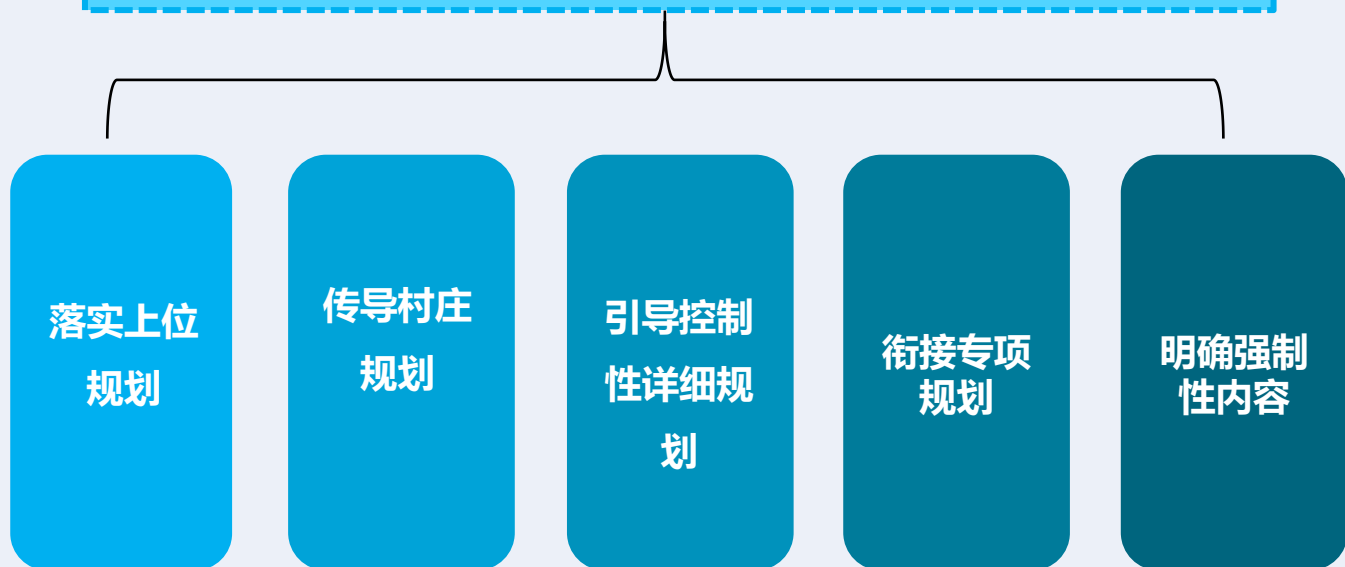 落实上位
规划
传导村庄
规划
引导控制
性详细规
划
衔接专项
规划
明确强制
性内容